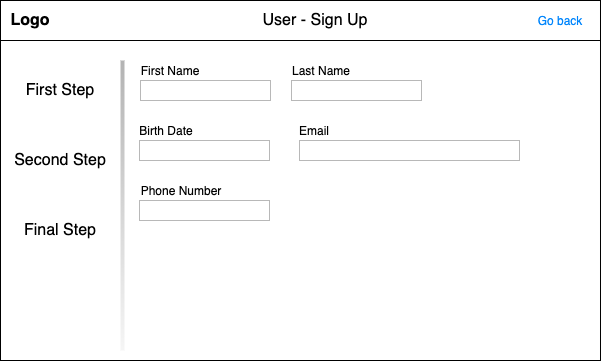 Logo
User - Sign Up
Go back
First Step
Second Step
Final Step
First Name
Last Name
Birth Date
Email
Phone Number